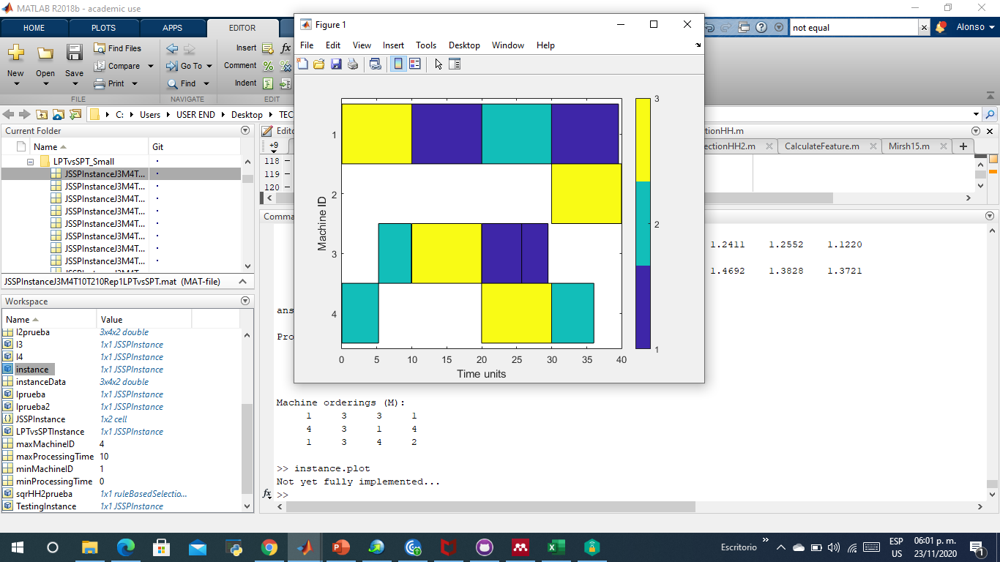 MATLAB R2018b - academic use
HOME PLOTS APPS EDITOR
not equal
Alonso
New Open Save
Find Files
Compare
Print
Go To
Find
Insert
Comment
Indent
FILE NAVIGATE EDIT
C: Users USER END Desktop TEC
Figure 1
File Edit View Insert Tools Desktop Window Help
1
2
3
4
Machine ID
0 5 10 15 20 25 30 35 40
Time units
3
2
1
Current Folder
Name Git
LPTvsSPT_Small
JSSPInstanceJ3M4T...
JSSPInstanceJ3M4T...
JSSPInstanceJ3M4T...
JSSPInstanceJ3M4T...
JSSPInstanceJ3M4T...
JSSPInstanceJ3M4T...
JSSPInstanceJ3M4T...
JSSPInstanceJ3M4T...
JSSPInstanceJ3M4T10T210Rep1LPTvsSPT.mat (MAT-file)
Workspace
Name Value
I2prueba 3x4x2 double
I3 1x1 JSSPInstance
I4 1x1 JSSPInstance
instance 1x1 JSSPInstance
instanceData 3x4x2 double
Iprueba 1x1 JSSPInstance
Iprueba2 1x1 JSSPInstance
JSSPInstance 1x2 cell
LPTvsSPTInstance 1x1 JSSPInstance
maxMachineID 4
maxProcessingTime 10
minMachineID 1
minProcessingTime 0
sqrHH2prueba 1x1 ruleBasedSelectio...
TestingInstance 1x1 JSSPInstance
Edito
ctionHH.m
+9
ectionHH2.m CalculateFeature.m Mirsh15.m
118 –
119 –
120 –
Comma
1.2411 1.2552 1.1220
1.4692 1.3828 1.3721
ans
Pro
Machine orderings (M):
1 3 3 1
4 3 1 4
1 3 4 2
>> instance.plot
Not yet fully implemented...
fx >>
Escritorio
ESP
US
06:01 p. m.
23/11/2020
1